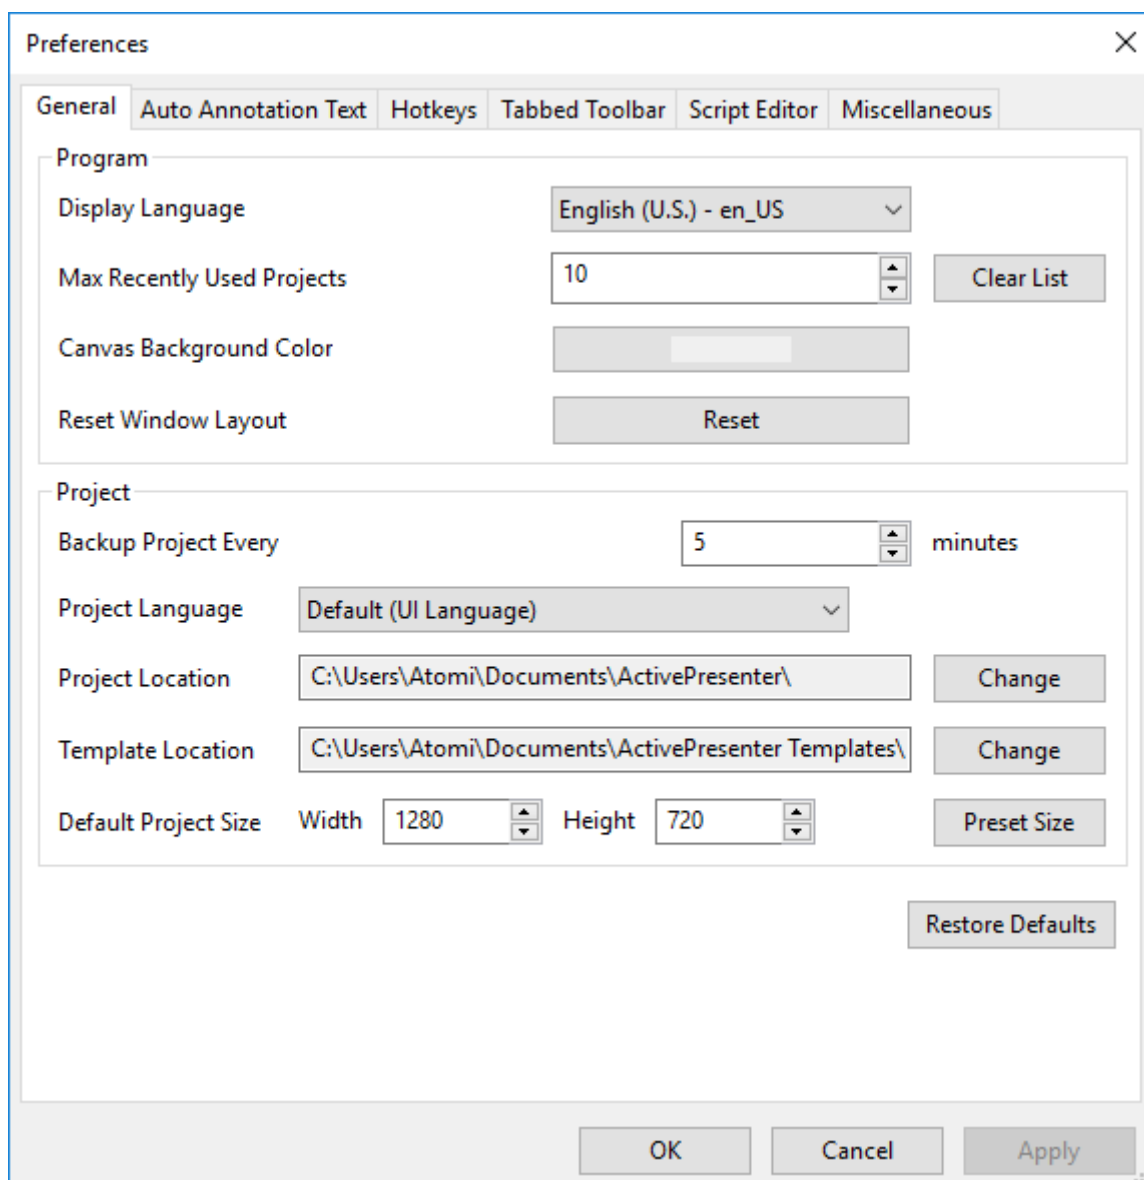 Preferences
General Auto Annotation Text Hotkeys Tabbed Toolbar Script Editor Miscellaneous
Program
Display Language English (U.S.) - en_US
Max Recently Used Projects 10 Clear List
Canvas Background Color
Reset Window Layout Reset
Project
Backup Project Every 5 minutes
Project Language Default (UI Language)
Project Location C:\Users\Atomi\Documents\ActivePresenter\ Change
Template Location C:\Users\Atomi\Documents\ActivePresenter Templates\ Change
Default Project Size Width 1280 Height 720 Preset Size
Restore Defaults
OK Cancel Apply